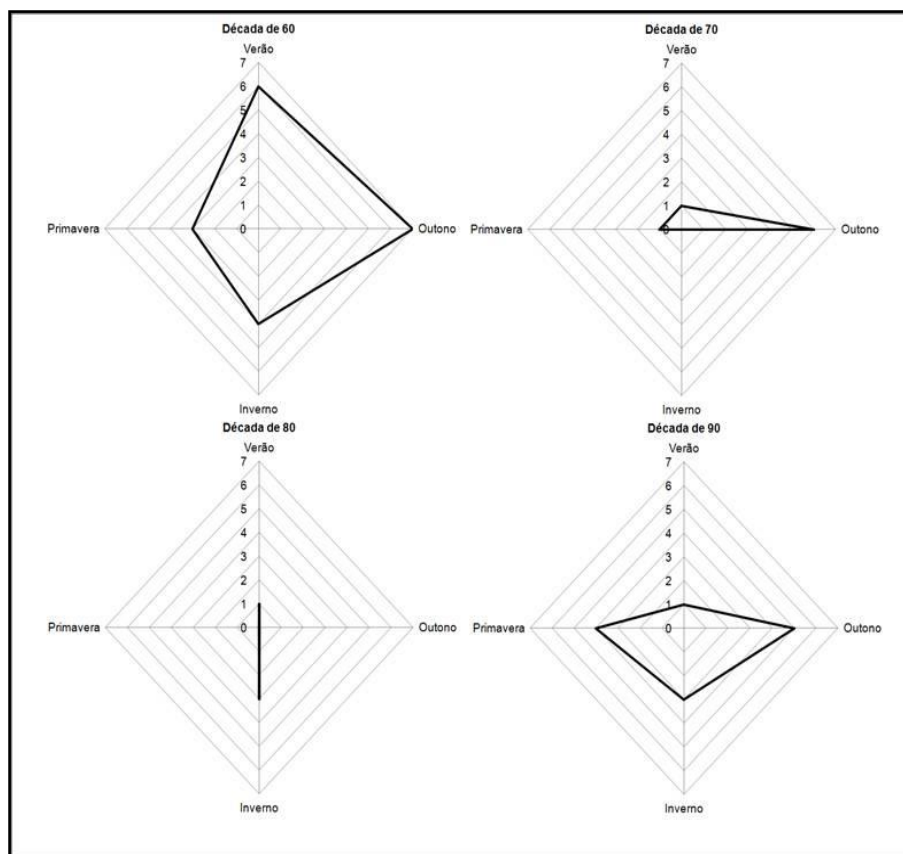 Década de 60
Verão
7
6
5
4
3
2
1
0
Primavera
Outono
Inverno
Década de 70
Verão
7
6
5
4
3
2
1
0
Primavera
Outono
Inverno
Década de 80
Verão
7
6
5
4
3
2
1
0
Primavera
Outono
Inverno
Década de 90
Verão
7
6
5
4
3
2
1
0
Primavera
Outono
Inverno